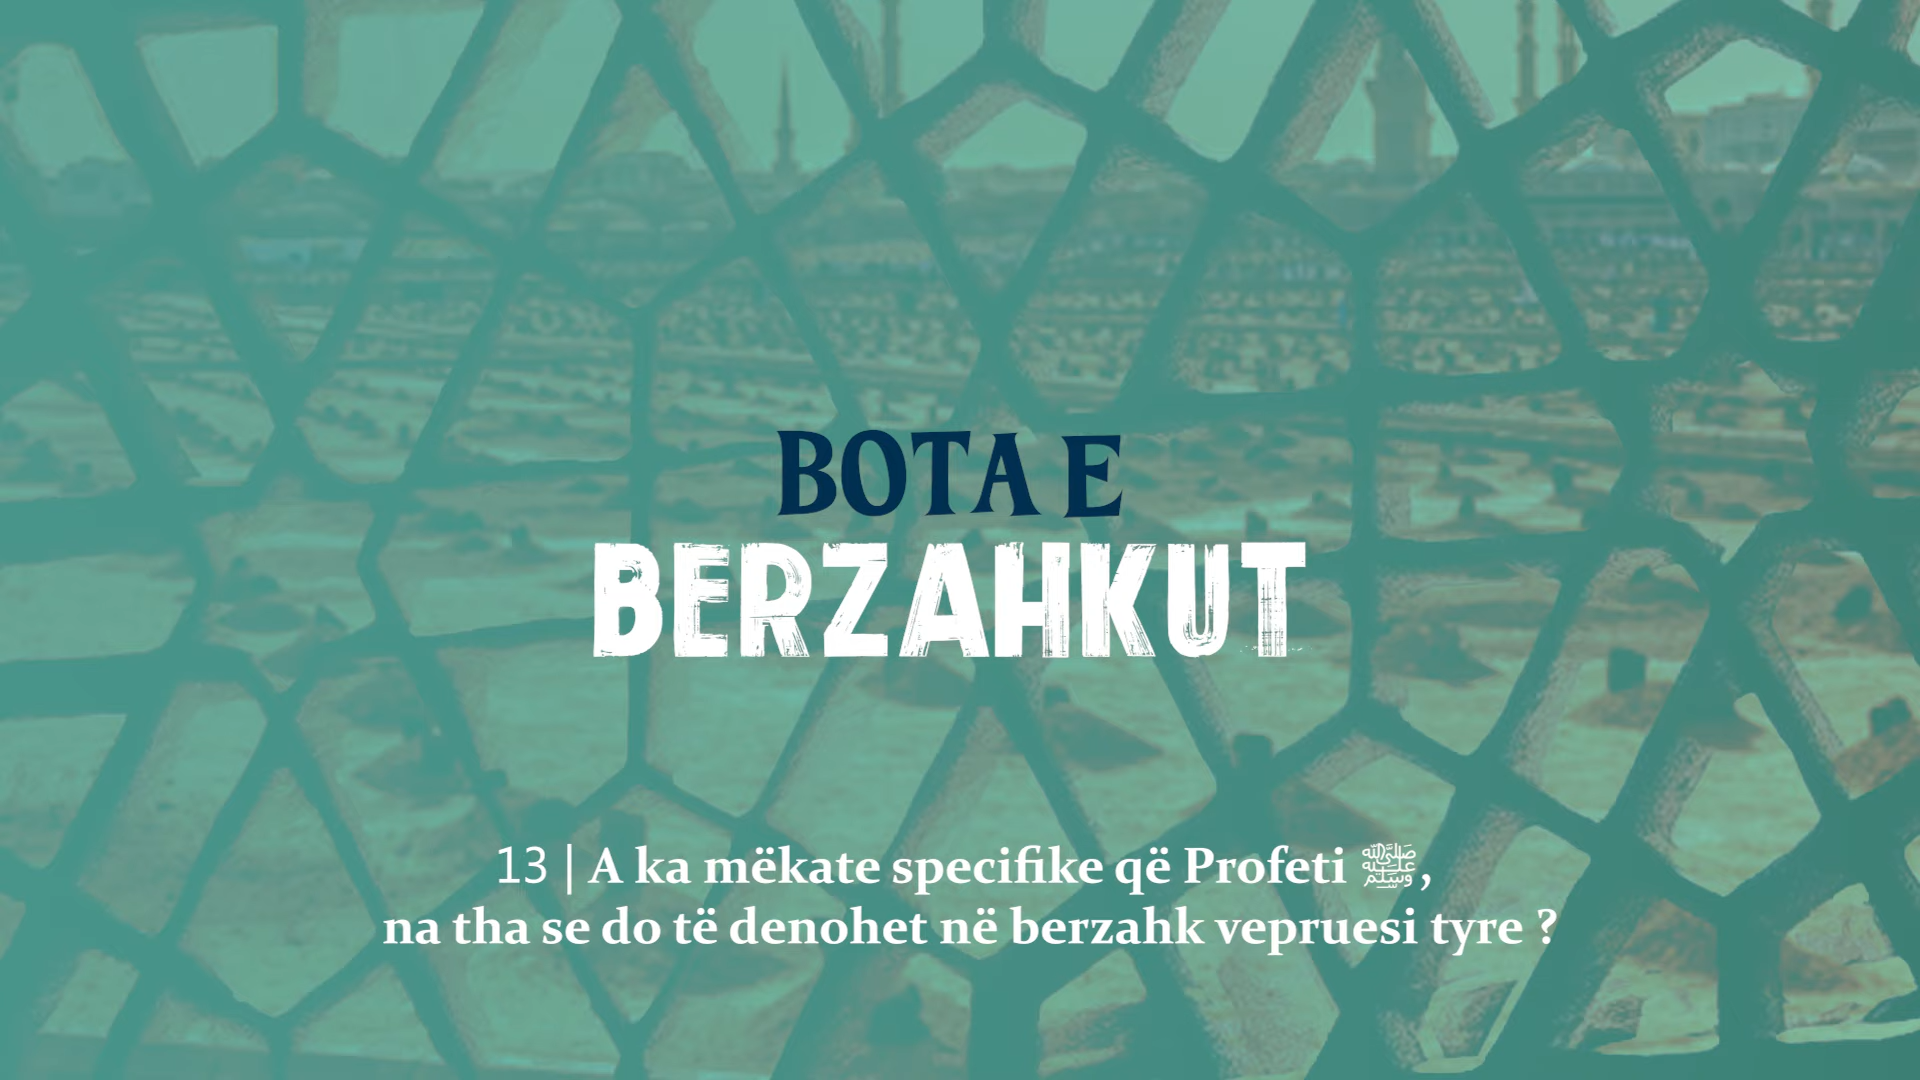 BOTA E
BERZAHKUT
13 | A ka mëkate specifike që Profeti ﷺ,
na tha se do të denohet në berzahk vepruesi tyre ?